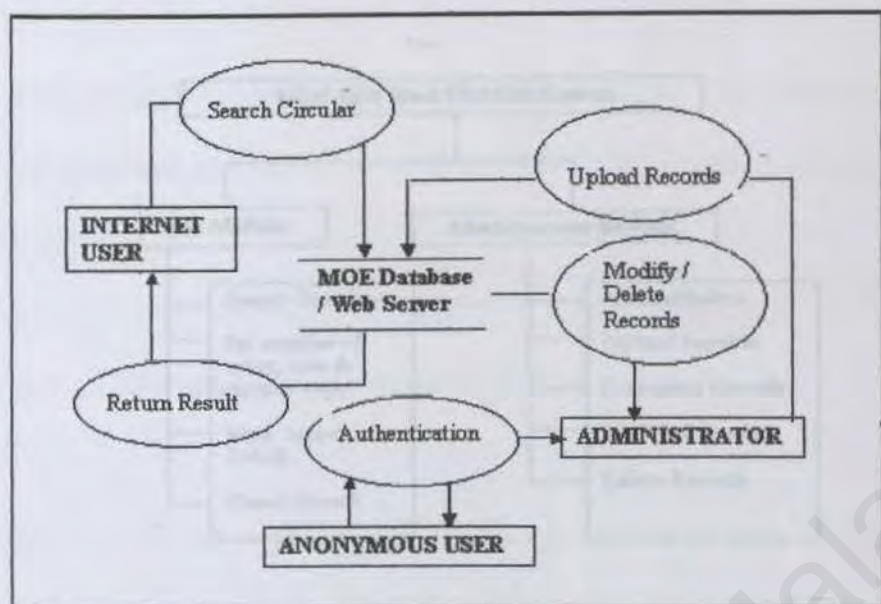 Search Circular
Upload Records
INTERNET
USER
MOE Database
/ Web Server
Modify /
Delete
Records
Return Result
Authentication
ADMINISTRATOR
ANONYMOUS USER